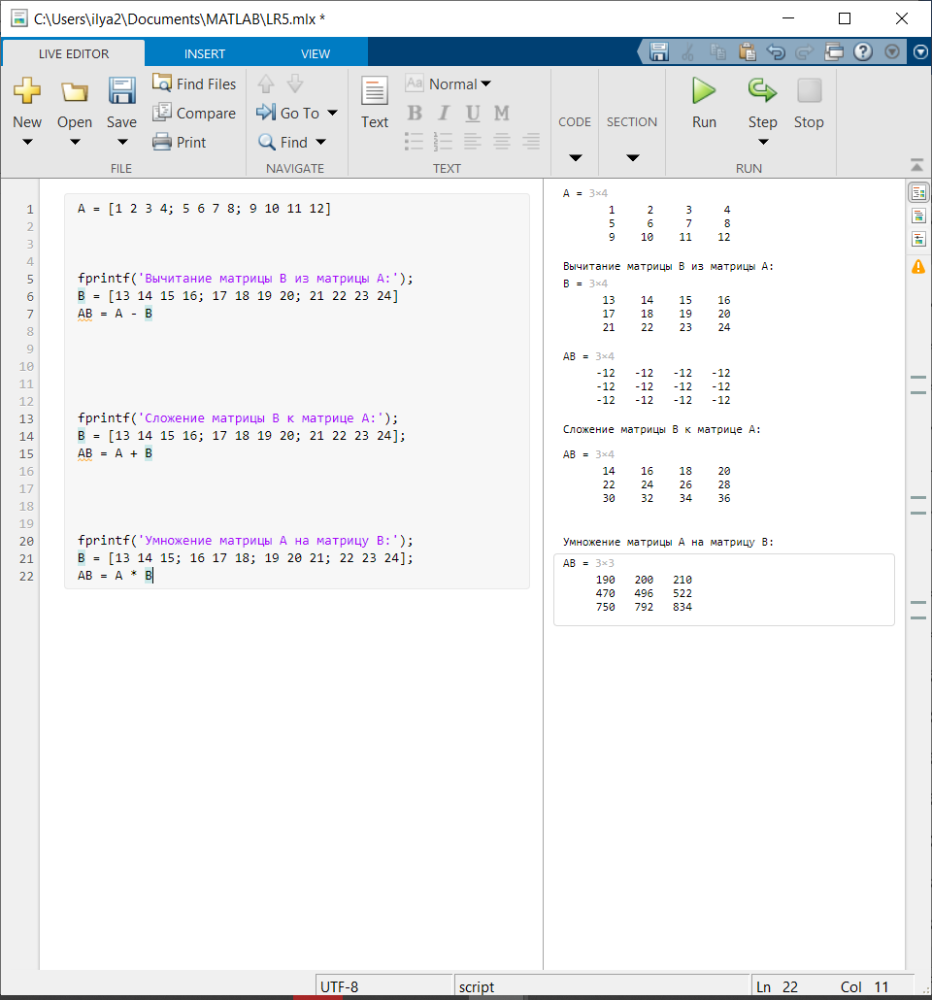 C:\Users\ilya2\Documents\MATLAB\LR5.mlx *
LIVE EDITOR INSERT VIEW
New Open Save Find Files Compare Print
FILE
Go To Find
NAVIGATE
Text Aa Normal
B I U M
TEXT
CODE
SECTION
Run Step Stop
RUN
1 A = [1 2 3 4; 5 6 7 8; 9 10 11 12]
2
3
4
5 fprintf('Вычитание матрицы B из матрицы A:');
6 B = [13 14 15 16; 17 18 19 20; 21 22 23 24]
7 AB = A - B
8
9
10
11
12
13 fprintf('Сложение матрицы B к матрице A:');
14 B = [13 14 15 16; 17 18 19 20; 21 22 23 24];
15 AB = A + B
16
17
18
19
20 fprintf('Умножение матрицы A на матрицу B:');
21 B = [13 14 15; 16 17 18; 19 20 21; 22 23 24];
22 AB = A * B
A = 3×4
1 2 3 4
5 6 7 8
9 10 11 12
Вычитание матрицы B из матрицы A:
B = 3×4
13 14 15 16
17 18 19 20
21 22 23 24
AB = 3×4
-12 -12 -12 -12
-12 -12 -12 -12
-12 -12 -12 -12
Сложение матрицы B к матрице A:
AB = 3×4
14 16 18 20
22 24 26 28
30 32 34 36
Умножение матрицы A на матрицу B:
AB = 3×3
190 200 210
470 496 522
750 792 834
UTF-8 script Ln 22 Col 11